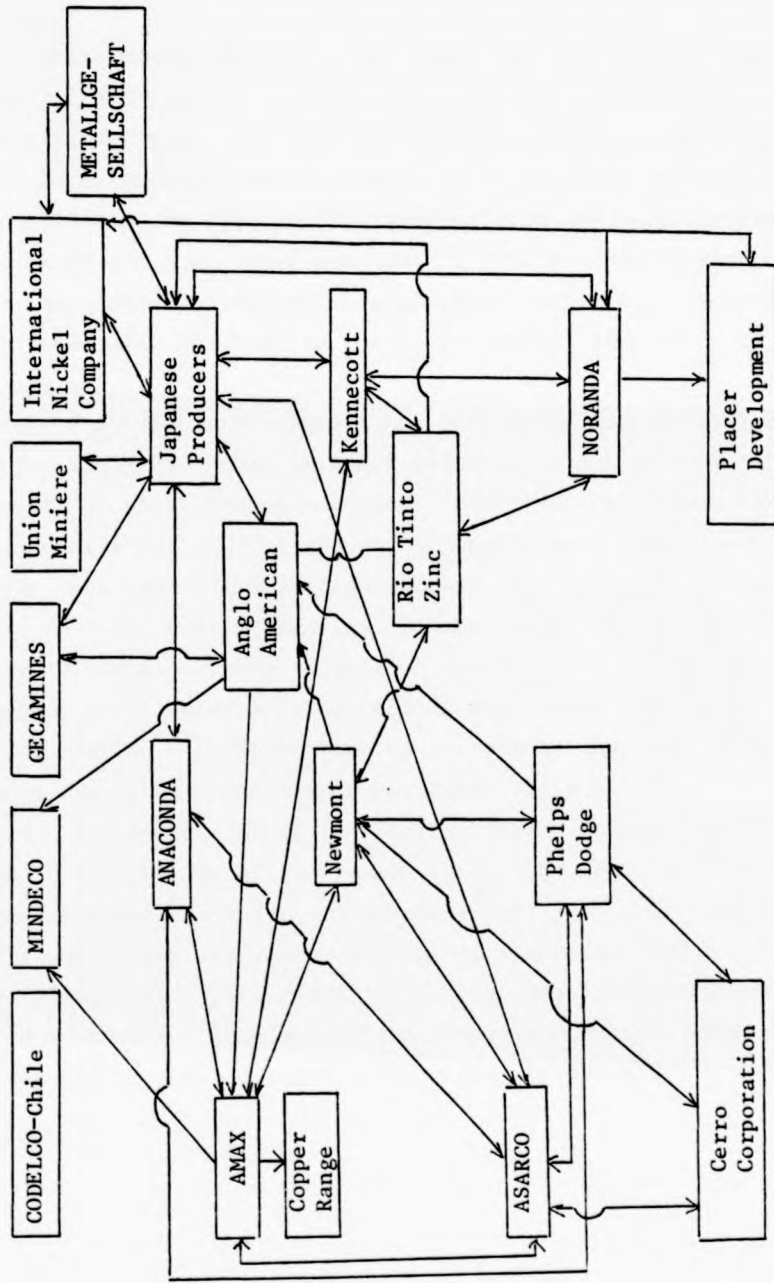 CODELCO-Chile
MINDECO
GECAMINES
Union
Miniere
International
Nickel
Company
METALLGE-
SELLSCHAFT
AMAX
ANACONDA
Anglo
American
Japanese
Producers
Copper
Range
Newmont
Kennecott
Rio Tinto
Zinc
ASARCO
Phelps
Dodge
NORANDA
Cerro
Corporation
Placer
Development